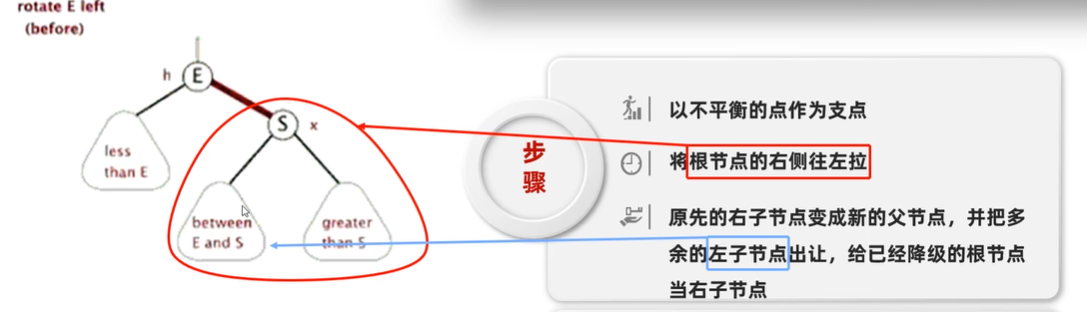 rotate E left
(before)
h
E
S
x
less
than E
between
E and S
greater
than S
步
骤
以不平衡的点作为支点
将根节点的右侧往左拉
原先的右子节点变成新的父节点，并把多
余的左子节点出让，给已经降级的根节点
当右子节点